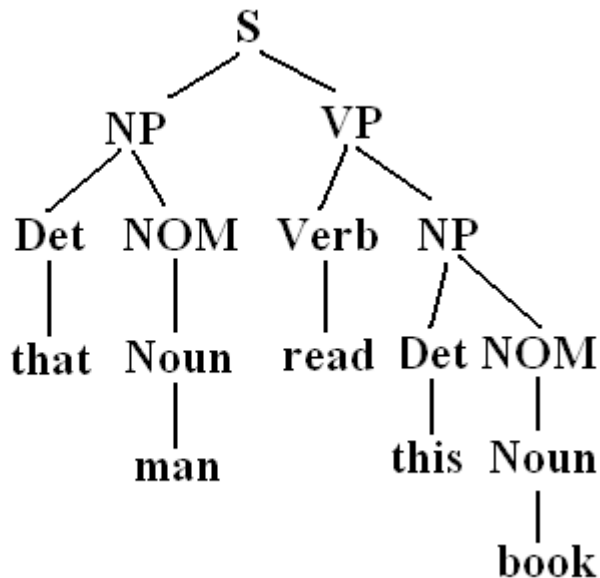 S
NP VP
Det NOM Verb NP
that Noun read Det NOM
man this Noun
book